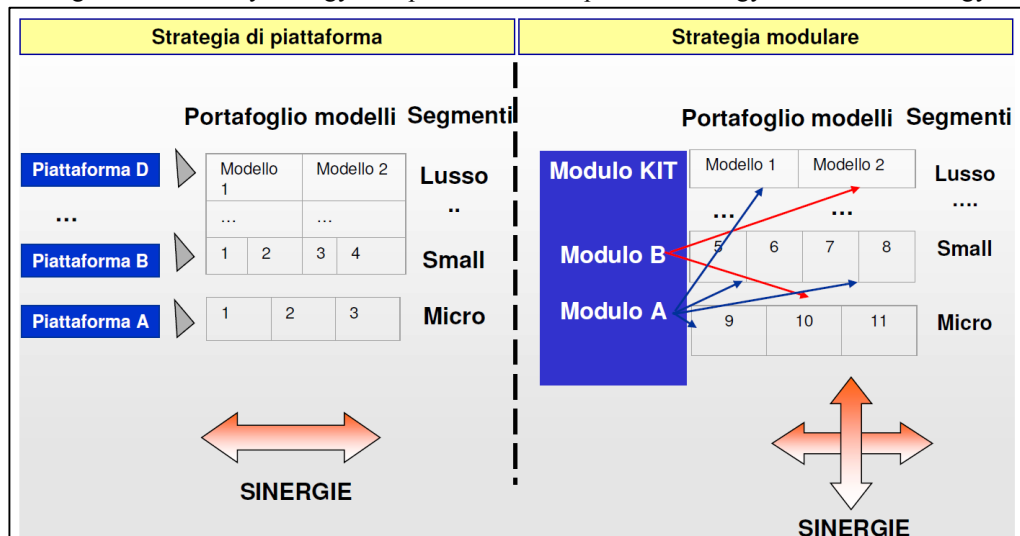 Strategia di piattaforma
Portafoglio modelli Segmenti
Piattaforma D
Modello 1
Modello 2
Lusso
...
...
...
..
Piattaforma B
1 2 3 4
Small
Piattaforma A
1 2 3
Micro
SINERGIE
Strategia modulare
Portafoglio modelli Segmenti
Modulo KIT
Modello 1 Modello 2
Lusso
... ...
....
Modulo B
5 6 7 8
Small
Modulo A
9 10 11
Micro
SINERGIE